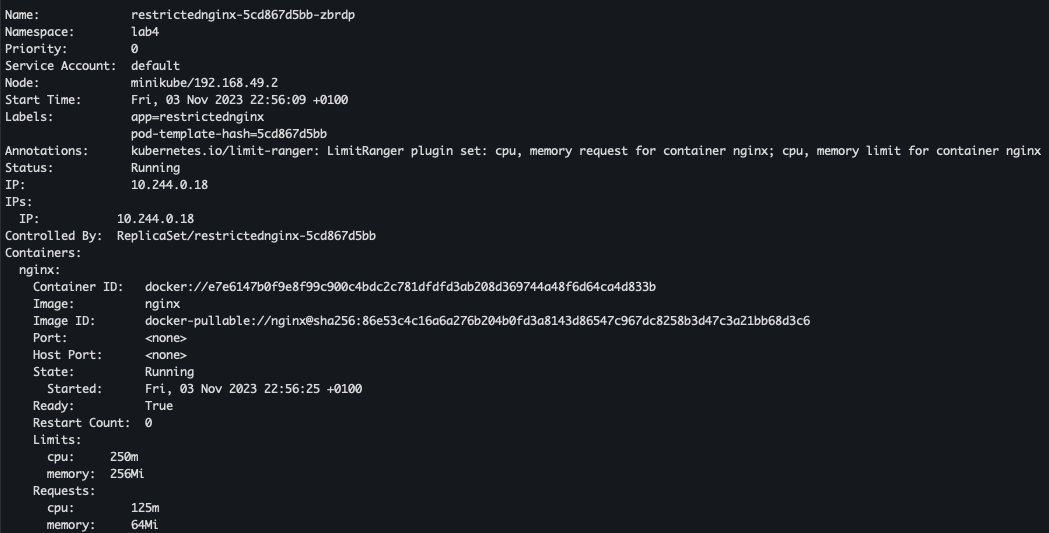 Name: restrictednginx-5cd867d5bb-zbrdp
Namespace: lab4
Priority: 0
Service Account: default
Node: minikube/192.168.49.2
Start Time: Fri, 03 Nov 2023 22:56:09 +0100
Labels: app=restrictednginx
pod-template-hash=5cd867d5bb
Annotations: kubernetes.io/limit-ranger: LimitRanger plugin set: cpu, memory request for container nginx; cpu, memory limit for container nginx
Status: Running
IP: 10.244.0.18
IPs:
IP: 10.244.0.18
Controlled By: ReplicaSet/restrictednginx-5cd867d5bb
Containers:
nginx:
Container ID: docker://e7e6147b0f9e8f99c900c4bdc2c781dfdfd3ab208d369744a48f6d64ca4d833b
Image: nginx
Image ID: docker-pullable://nginx@sha256:86e53c4c16a6a276b204b0fd3a8143d86547c967dc8258b3d47c3a21bb68d3c6
Port: <none>
Host Port: <none>
State: Running
Started: Fri, 03 Nov 2023 22:56:25 +0100
Ready: True
Restart Count: 0
Limits:
cpu: 250m
memory: 256Mi
Requests:
cpu: 125m
memory: 64Mi